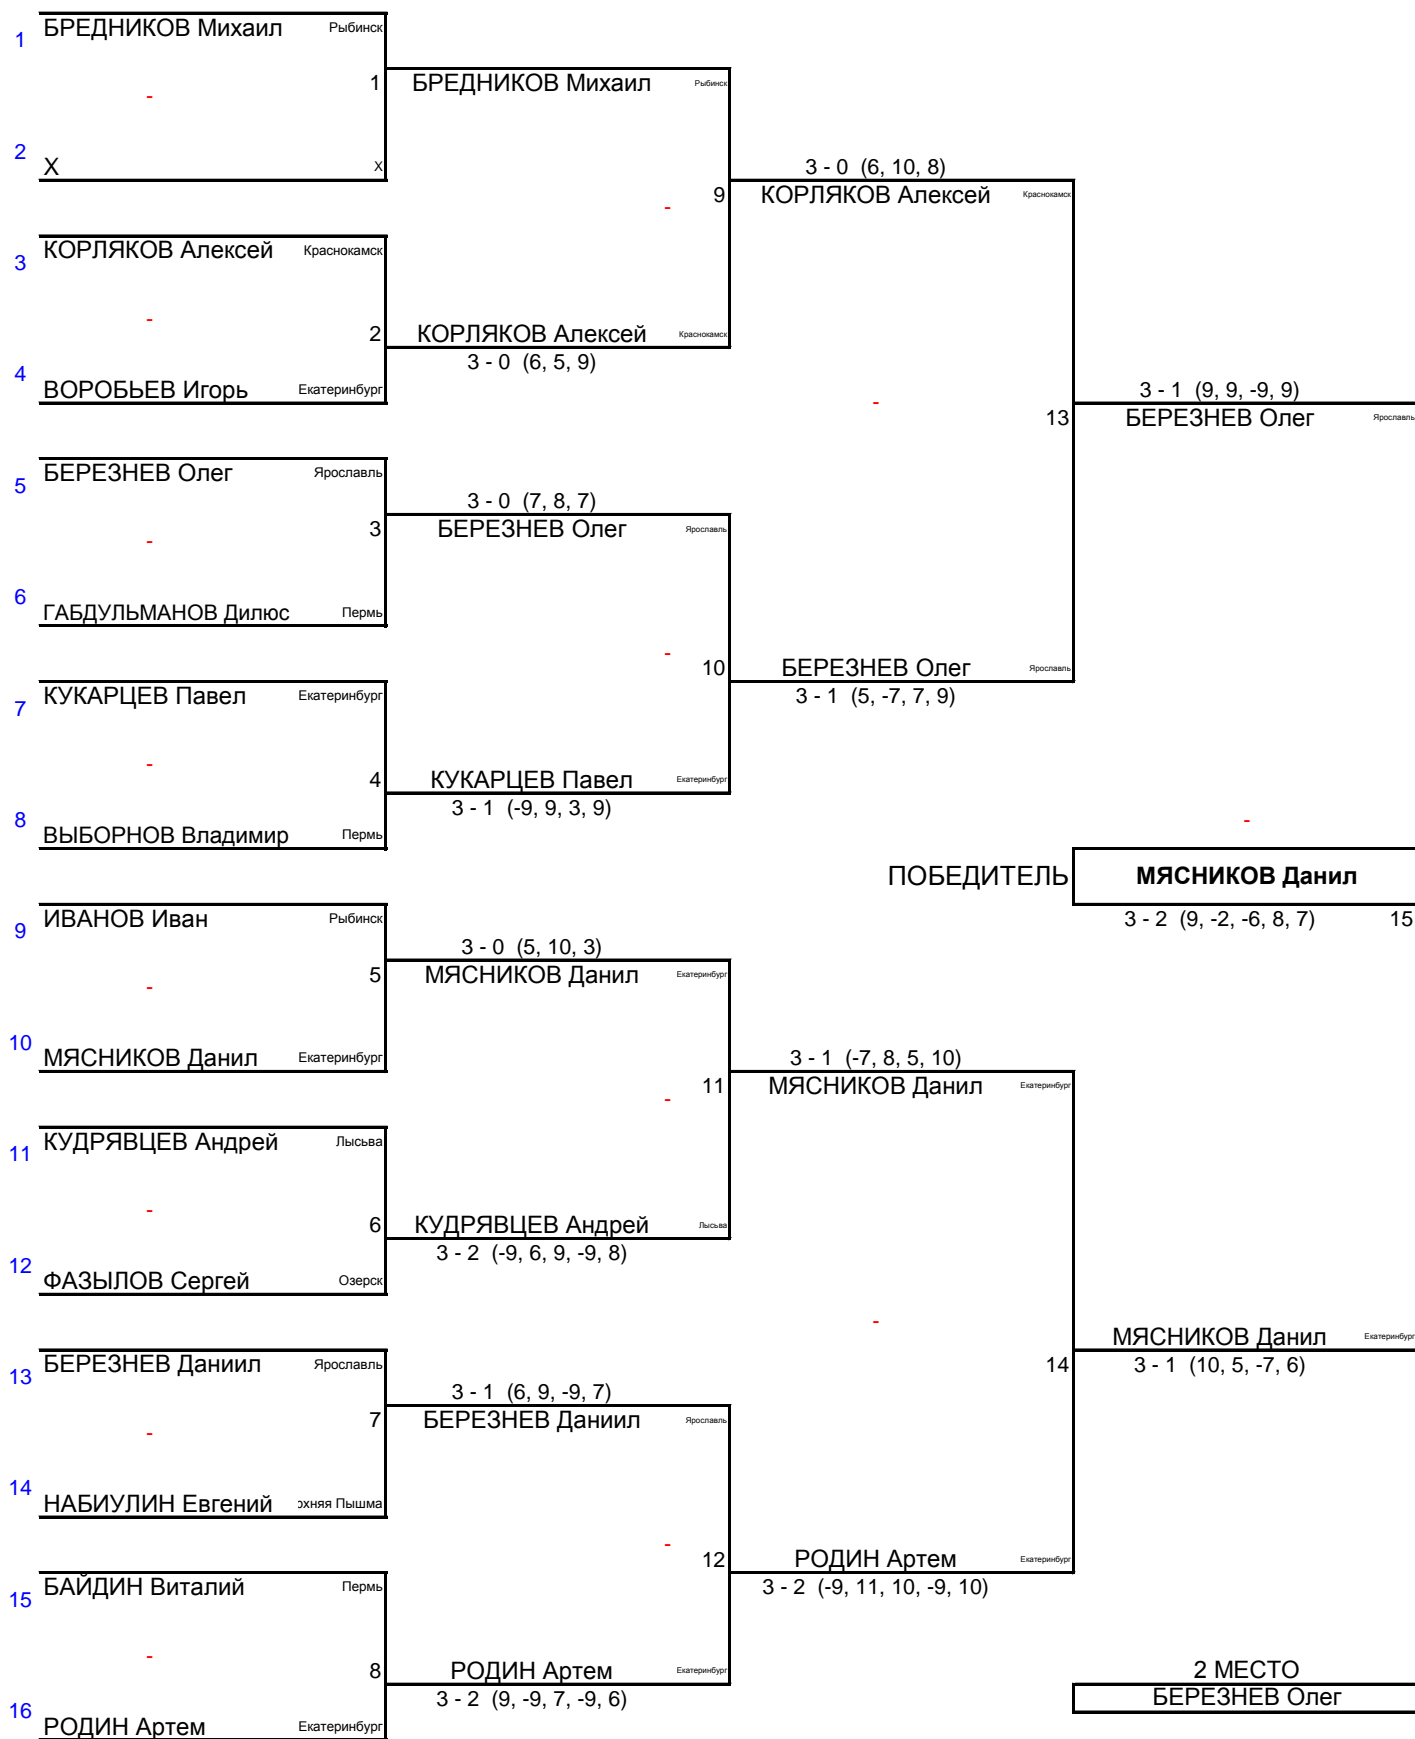 1 БРЕДНИКОВ Михаил Рыбинск
1 БРЕДНИКОВ Михаил Рыбинск
-
2 X X
3 - 0 (6, 10, 8)
9 КОРЛЯКОВ Алексей Краснокамск
-
3 КОРЛЯКОВ Алексей Краснокамск
-
2 КОРЛЯКОВ Алексей Краснокамск
3 - 0 (6, 5, 9)
4 ВОРОБЬЕВ Игорь Екатеринбург
-
3 - 1 (9, 9, -9, 9)
13 БЕРЕЗНЕВ Олег Ярославль
5 БЕРЕЗНЕВ Олег Ярославль
3 - 0 (7, 8, 7)
3 БЕРЕЗНЕВ Олег Ярославль
-
6 ГАБДУЛЬМАНОВ Дилюс Пермь
-
10 БЕРЕЗНЕВ Олег Ярославль
3 - 1 (5, -7, 7, 9)
7 КУКАРЦЕВ Павел Екатеринбург
-
4 КУКАРЦЕВ Павел Екатеринбург
3 - 1 (-9, 9, 3, 9)
8 ВЫБОРНОВ Владимир Пермь
-
ПОБЕДИТЕЛЬ МЯСНИКОВ Данил
3 - 2 (9, -2, -6, 8, 7) 15
9 ИВАНОВ Иван Рыбинск
3 - 0 (5, 10, 3)
5 МЯСНИКОВ Данил Екатеринбург
-
10 МЯСНИКОВ Данил Екатеринбург
3 - 1 (-7, 8, 5, 10)
11 МЯСНИКОВ Данил Екатеринбург
-
11 КУДРЯВЦЕВ Андрей Лысьва
-
6 КУДРЯВЦЕВ Андрей Лысьва
3 - 2 (-9, 6, 9, -9, 8)
12 ФАЗЫЛОВ Сергей Озерск
-
14 МЯСНИКОВ Данил Екатеринбург
3 - 1 (10, 5, -7, 6)
13 БЕРЕЗНЕВ Даниил Ярославль
3 - 1 (6, 9, -9, 7)
7 БЕРЕЗНЕВ Даниил Ярославль
-
14 НАБИУЛИН Евгений рхняя Пышма
-
12 РОДИН Артем Екатеринбург
3 - 2 (-9, 11, 10, -9, 10)
15 БАЙДИН Виталий Пермь
-
8 РОДИН Артем Екатеринбург
3 - 2 (9, -9, 7, -9, 6)
16 РОДИН Артем Екатеринбург
2 МЕСТО
БЕРЕЗНЕВ Олег